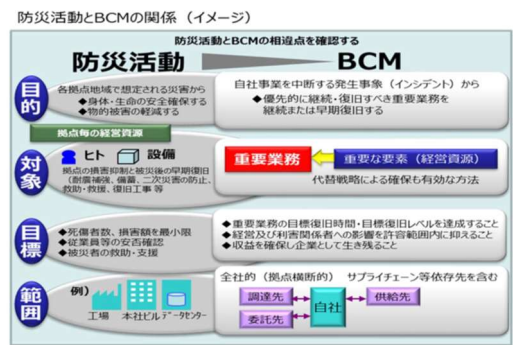 防災活動とBCMの関係（イメージ）
防災活動とBCMの相違点を確認する
防災活動
BCM
目的
各拠点地域で想定される災害から
◆身体・生命の安全確保する
◆物的被害の軽減する
自社事業を中断する発生事象（インシデント）から
◆優先的に継続・復旧すべき重要業務を
継続または早期復旧する
拠点毎の経営資源
対象
ヒト
設備
拠点の損害抑制と被災後の早期復旧
（耐震補強、備蓄、二次災害の防止、
救助・救援、復旧工事 等
重要業務
重要な要素（経営資源）
代替戦略による確保も有効な方法
目標
◆死傷者数、損害額を最小限
◆従業員等の安否確認
◆被災者の救助・支援
◆重要業務の目標復旧時間・目標復旧レベルを達成すること
◆経営及び利害関係者への影響を許容範囲内に抑えること
◆収益を確保し企業として生き残ること
範囲
例）
工場
本社ビル
データセンター
全社的（拠点横断的）
サプライチェーン等依存先を含む
調達先
委託先
自社
供給先